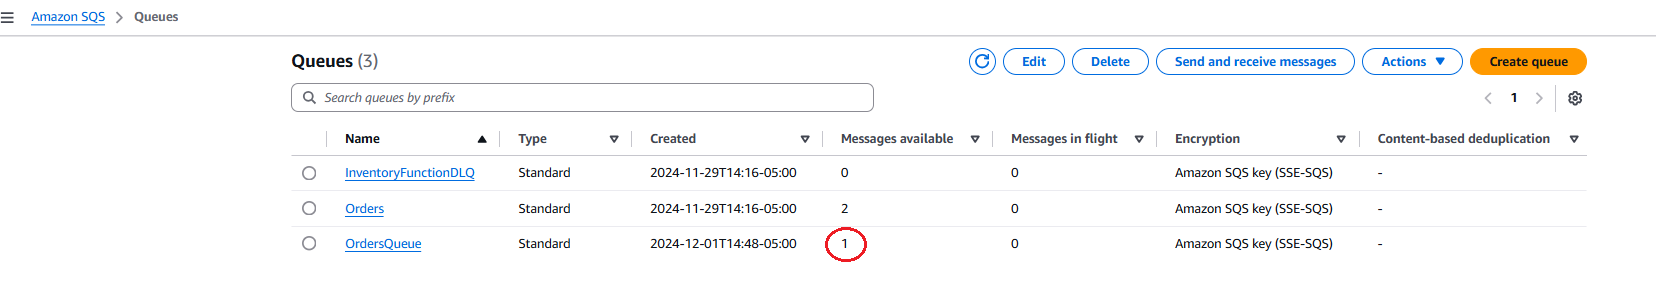 Amazon SQS > Queues
Queues (3)
Edit Delete Send and receive messages Actions Create queue
Search queues by prefix
1
Name Type Created Messages available Messages in flight Encryption Content-based deduplication
InventoryFunctionDLQ Standard 2024-11-29T14:16-05:00 0 0 Amazon SQS key (SSE-SQS) -
Orders Standard 2024-11-29T14:16-05:00 2 0 Amazon SQS key (SSE-SQS) -
OrdersQueue Standard 2024-12-01T14:48-05:00 1 0 Amazon SQS key (SSE-SQS) -